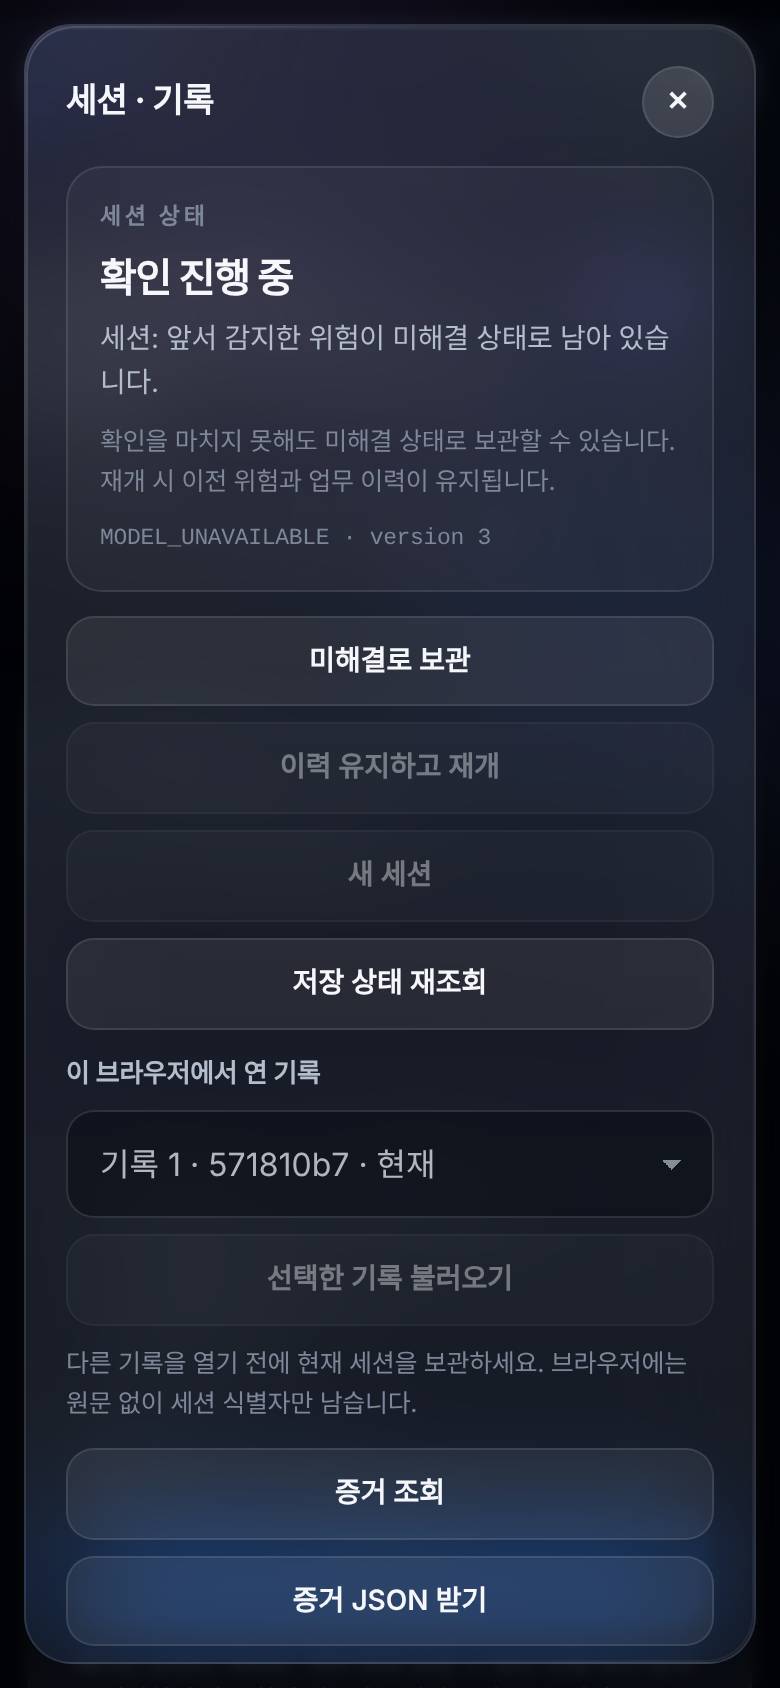 세션 · 기록
×
세션 상태
확인 진행 중
세션: 앞서 감지한 위험이 미해결 상태로 남아 있습
니다.
확인을 마치지 못해도 미해결 상태로 보관할 수 있습니다.
재개 시 이전 위험과 업무 이력이 유지됩니다.
MODEL_UNAVAILABLE · version 3
미해결로 보관
이력 유지하고 재개
새 세션
저장 상태 재조회
이 브라우저에서 연 기록
기록 1 · 571810b7 · 현재
선택한 기록 불러오기
다른 기록을 열기 전에 현재 세션을 보관하세요. 브라우저에는
원문 없이 세션 식별자만 남습니다.
증거 조회
증거 JSON 받기